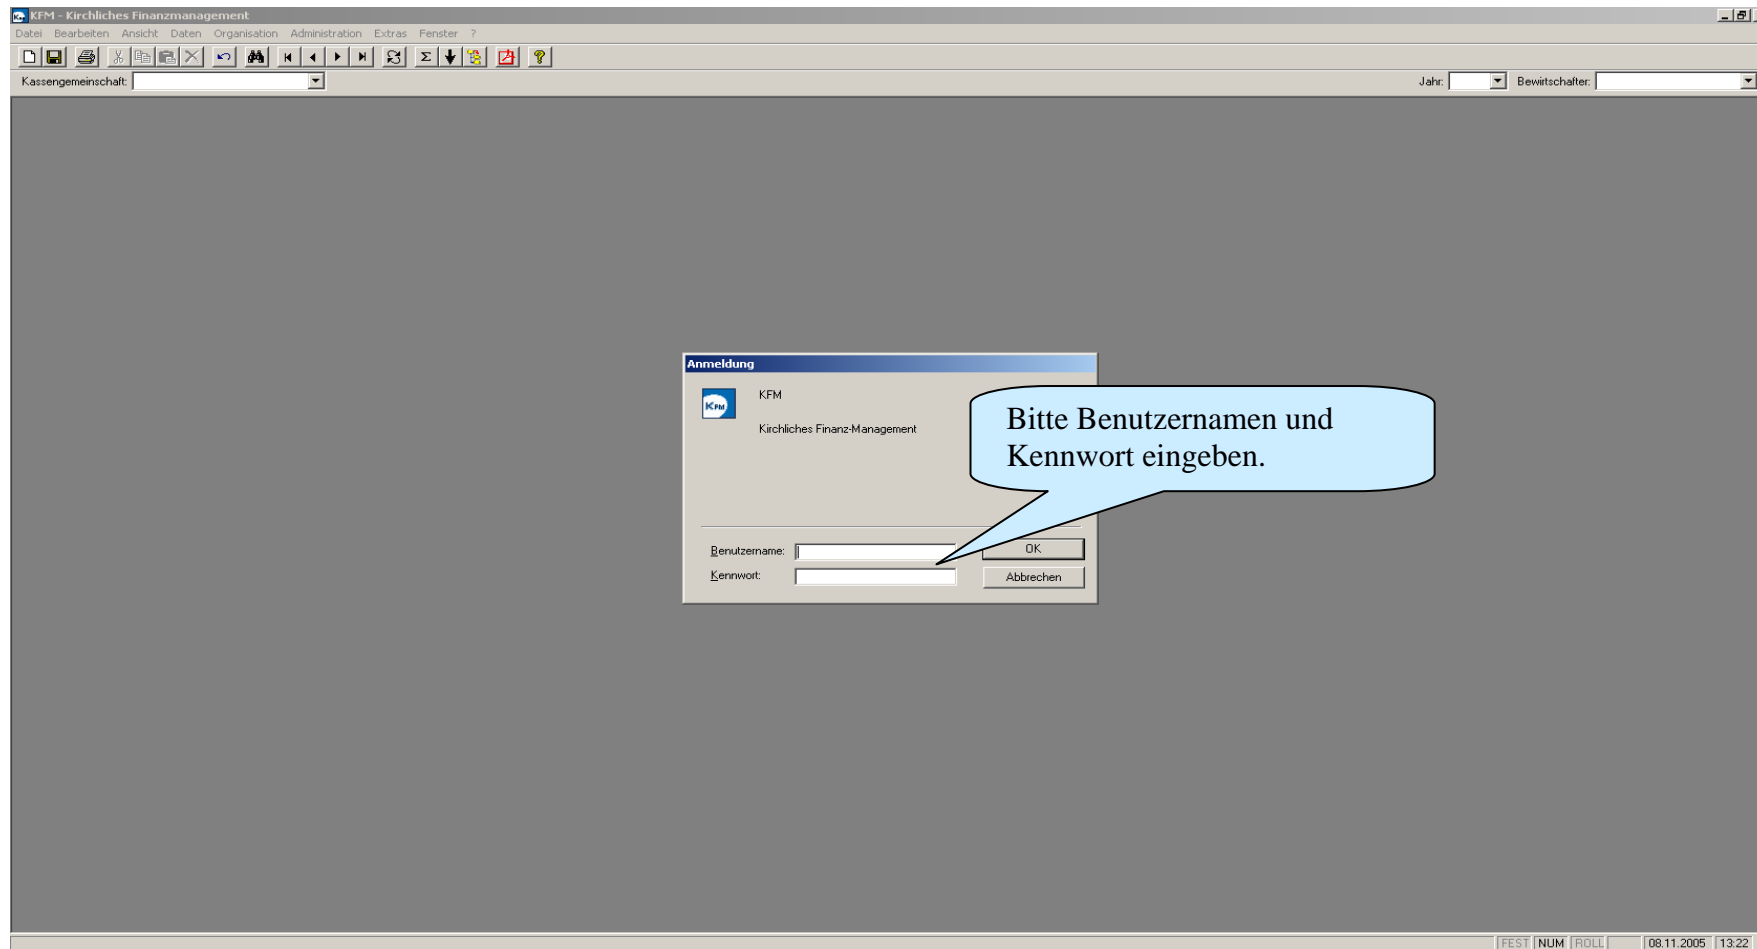 KFM - Kirchliches Finanzmanagement
Datei Bearbeiten Ansicht Daten Organisation Administration Extras Fenster ?
Kassengemeinschaft: Jahr: Bewirtschafter:
Anmeldung
KFM
KFM
Kirchliches Finanz-Management
Bitte Benutzernamen und
Kennwort eingeben.
Benutzername: OK
Kennwort: Abbrechen
FEST NUM ROLL 08.11.2005 13:22